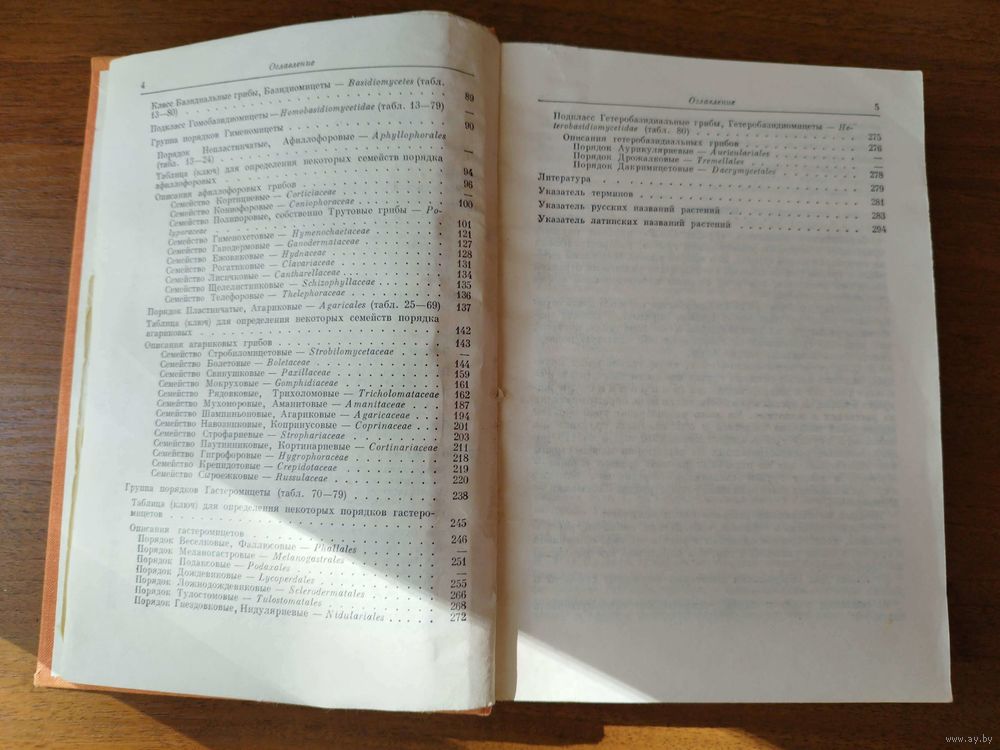 4
Оглавление
Класс Базидиальные грибы, Базидиомицеты — Basidiomycetes (табл.
13—80) . . . . . . . . . . 89
Подкласс Гомобазидиомицеты — Homobasidiomycetidae (табл. 13—79) —
Группа порядков Гименомицеты . . . . . . . . . . 90
Порядок Непластинчатые, Афиллофоровые — Aphyllophorales
(табл. 13—24) . . . . . . . . . . —
Таблица (ключ) для определения некоторых семейств порядка
афиллофоровых . . . . . . . . . . 94
Описания афиллофоровых грибов . . . . . . . . . . 96
Семейство Кортициевые — Corticiaceae . . . . . . —
Семейство Кониофоровые — Coniophoraceae . . . . . . 100
Семейство Полипоровые, собственно Трутовые грибы — Po-
lyporaceae . . . . . . . . . . 101
Семейство Гименохетовые — Hymenochaetaceae . . . . . . 121
Семейство Ганодермовые — Ganodermataceae . . . . . . 127
Семейство Ежовиковые — Hydnaceae . . . . . . 128
Семейство Рогатиковые — Clavariaceae . . . . . . 131
Семейство Лисичковые — Cantharellaceae . . . . . . 134
Семейство Щелелистниковые — Schizophyllaceae . . . . . . 135
Семейство Телефоровые — Thelephoraceae . . . . . . 136
Порядок Пластинчатые, Агариковые — Agaricales (табл. 25—69) 137
Таблица (ключ) для определения некоторых семейств порядка
агариковых . . . . . . . . . . 142
Описания агариковых грибов . . . . . . . . . . 143
Семейство Стробиломицетовые — Strobilomycetaceae . . . —
Семейство Болетовые — Boletaceae . . . . . . 144
Семейство Свинушковые — Paxillaceae . . . . . . 159
Семейство Мокруховые — Gomphidiaceae . . . . . . 161
Семейство Рядовковые, Трихоломовые — Tricholomataceae 162
Семейство Мухоморовые, Аманитовые — Amanitaceae . . . 187
Семейство Шампиньоновые, Агариковые — Agaricaceae . . . 194
Семейство Навозниковые, Копринусовые — Coprinaceae . . . 201
Семейство Строфариевые — Strophariaceae . . . . . . 203
Семейство Паутинниковые, Кортинариевые — Cortinariaceae 211
Семейство Гигрофоровые — Hygrophoraceae . . . . . . 218
Семейство Крепидотовые — Crepidotaceae . . . . . . 219
Семейство Сыроежковые — Russulaceae . . . . . . 220
Группа порядков Гастеромицеты (табл. 70—79) . . . . . . 238
Таблица (ключ) для определения некоторых порядков гастеро-
мицетов . . . . . . . . . . 245
Описания гастеромицетов . . . . . . . . . . 246
Порядок Веселковые, Фаллюсовые — Phallales . . . . . . —
Порядок Меланогастровые — Melanogastrales . . . . . . 251
Порядок Подаксовые — Podaxales . . . . . . —
Порядок Дождевиковые — Lycoperdales . . . . . . 255
Порядок Ложнодождевиковые — Sclerodermatales . . . . . . 266
Порядок Тулостомовые — Tulostomatales . . . . . . 268
Порядок Гнездовковые, Нидуляриевые — Nidulariales . . . . . 272
Оглавление
5
Подкласс Гетеробазидиальные грибы, Гетеробазидиомицеты — He-
terobasidiomycetidae (табл. 80) . . . . . . . . . . 275
Описания гетеробазидиальных грибов . . . . . . 276
Порядок Аурикуляриевые — Auriculariales . . . . . . —
Порядок Дрожалковые — Tremellales . . . . . . —
Порядок Дакримицетовые — Dacrymycetales . . . . . . 278
Литература . . . . . . . . . . 279
Указатель терминов . . . . . . . . . . 281
Указатель русских названий растений . . . . . . 283
Указатель латинских названий растений . . . . . . 294
www.ay.by